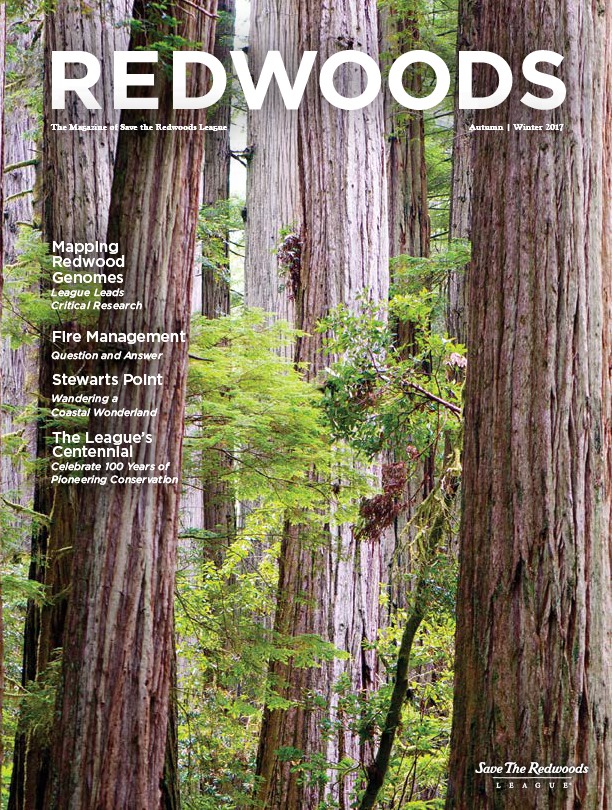 REDWOODS
The Magazine of Save the Redwoods League
Autumn | Winter 2017
Mapping
Redwood
Genomes
League Leads
Critical Research
Fire Management
Question and Answer
Stewarts Point
Wandering a
Coastal Wonderland
The League's
Centennial
Celebrate 100 Years of
Pioneering Conservation
Save The Redwoods
LEAGUE®